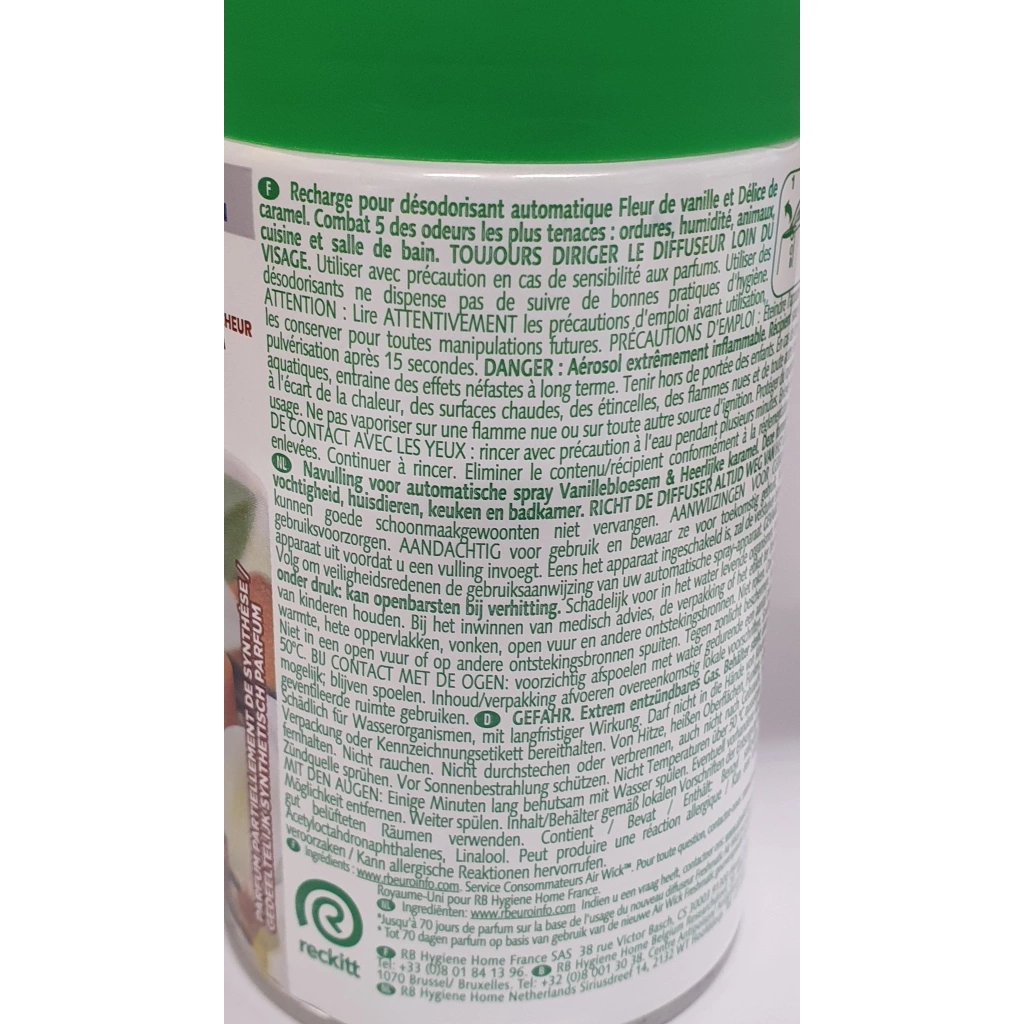 F Recharge pour désodorisant automatique Fleur de vanille et Délice de
caramel. Combat 5 des odeurs les plus tenaces : ordures, humidité, animaux,
cuisine et salle de bain. TOUJOURS DIRIGER LE DIFFUSEUR LOIN DU
VISAGE. Utiliser avec précaution en cas de sensibilité aux parfums. Utiliser des
désodorisants ne dispense pas de suivre de bonnes pratiques d'hygiène.
ATTENTION : Lire ATTENTIVEMENT les précautions d'emploi avant utilisation,
les conserver pour toutes manipulations futures. PRÉCAUTIONS D'EMPLOI : Eteindre
pulvérisation après 15 secondes. DANGER : Aérosol extrêmement inflammable.
aquatiques, entraine des effets néfastes à long terme. Tenir hors de portée des enfants.
à l'écart de la chaleur, des surfaces chaudes, des étincelles, des flammes nues et de toute
usage. Ne pas vaporiser sur une flamme nue ou sur toute autre source d'ignition. Protéger
DE CONTACT AVEC LES YEUX : rincer avec précaution à l'eau pendant plusieurs minutes.
enlevées. Continuer à rincer. Eliminer le contenu/récipient conformément à la
NL Navulling voor automatische spray Vanillebloesem & Heerlijke karamel.
vochtigheid, huisdieren, keuken en badkamer. RICHT DE DIFFUSER ALTIJD WEG VAN
kunnen goede schoonmaakgewoonten niet vervangen. AANWIJZINGEN VOOR
gebruiksvoorzorgen. AANDACHTIG voor gebruik en bewaar ze voor toekomstig
apparaat uit voordat u een vulling invoegt. Eens het apparaat ingeschakeld is, zal de
Volg om veiligheidsredenen de gebruiksaanwijzing van uw automatische spray-apparaat.
onder druk: kan openbarsten bij verhitting. Schadelijk voor in het water levende
van kinderen houden. Bij het inwinnen van medisch advies, de verpakking of het
warmte, hete oppervlakken, vonken, open vuur en andere ontstekingsbronnen. Niet
Niet in een open vuur of op andere ontstekingsbronnen spuiten. Tegen zonlicht
50°C. BIJ CONTACT MET DE OGEN: voorzichtig afspoelen met water gedurende een
mogelijk; blijven spoelen. Inhoud/verpakking afvoeren overeenkomstig lokale
geventileerde ruimte gebruiken. D GEFAHR. Extrem entzündbares Gas. Behälter
Schädlich für Wasserorganismen, mit langfristiger Wirkung. Darf nicht in die Hände
Verpackung oder Kennzeichnungsetikett bereithalten. Von Hitze, heißen Oberflächen,
fernhalten. Nicht rauchen. Nicht durchstechen oder verbrennen, auch nicht nach
Zündquelle sprühen. Vor Sonnenbestrahlung schützen. Nicht Temperaturen über 50
MIT DEN AUGEN: Einige Minuten lang behutsam mit Wasser spülen. Eventuell
Möglichkeit entfernen. Weiter spülen. Inhalt/Behälter gemäß lokalen Vorschriften der
gut belüfteten Räumen verwenden. Contient / Bevat / Enthält:
Acetyloctahdronaphthalenes, Linalool. Peut produire une réaction allergique / Kan
veroorzaken / Kann allergische Reaktionen hervorrufen.
F Ingrédients : www.rbeuroinfo.com. Service Consommateurs Air Wick™. Pour toute question,
Royaume-Uni pour RB Hygiene Home France.
NL Ingrediënten: www.rbeuroinfo.com Indien u een vraag heeft,
*Jusqu'à 70 jours de parfum sur la base de l'usage du nouveau diffuseur Freshmatic
*Tot 70 dagen parfum op basis van gebruik van de nieuwe Air Wick Freshmatic
F RB Hygiene Home France SAS 38 rue Victor Basch, CS
Tel: +33 (0)8 01 84 13 96. B RB Hygiene Home Belgium
1070 Brussel/ Bruxelles. Tel: +32 (0)8 001 30 38.
NL RB Hygiene Home Netherlands Siriusdreef 14, 2132 WT
reckitt
HEUR
PARFUM PARTIELLEMENT DE SYNTHÈSE /
GEDEELTELIJK SYNTHETISCH PARFUM